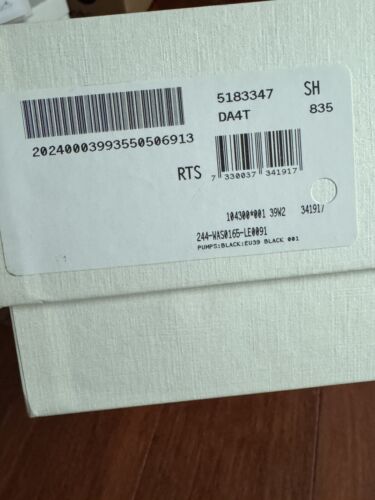 5183347 SH
DA4T 835
20240003993550506913
RTS
7 330037 341917
104300*001 39W2 341917
244-WAS0165-LE0091
PUMPS:BLACK:EU39 BLACK 001